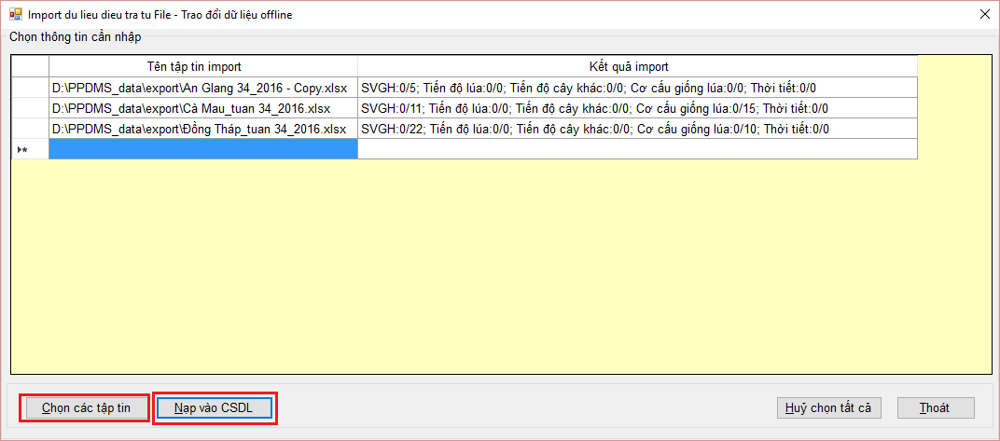 Import du lieu dieu tra tu File - Trao đổi dữ liệu offline
Chọn thông tin cần nhập
Tên tập tin import Kết quả import
D:\PPDMS_data\export\An Giang 34_2016 - Copy.xlsx SVGH:0/5; Tiến độ lúa:0/0; Tiến độ cây khác:0/0; Cơ cấu giống lúa:0/0; Thời tiết:0/0
D:\PPDMS_data\export\Cà Mau_tuan 34_2016.xlsx SVGH:0/11; Tiến độ lúa:0/0; Tiến độ cây khác:0/0; Cơ cấu giống lúa:0/15; Thời tiết:0/0
D:\PPDMS_data\export\Đồng Tháp_tuan 34_2016.xlsx SVGH:0/22; Tiến độ lúa:0/0; Tiến độ cây khác:0/0; Cơ cấu giống lúa:0/10; Thời tiết:0/0
Chọn các tập tin Nạp vào CSDL Huỷ chọn tất cả Thoát